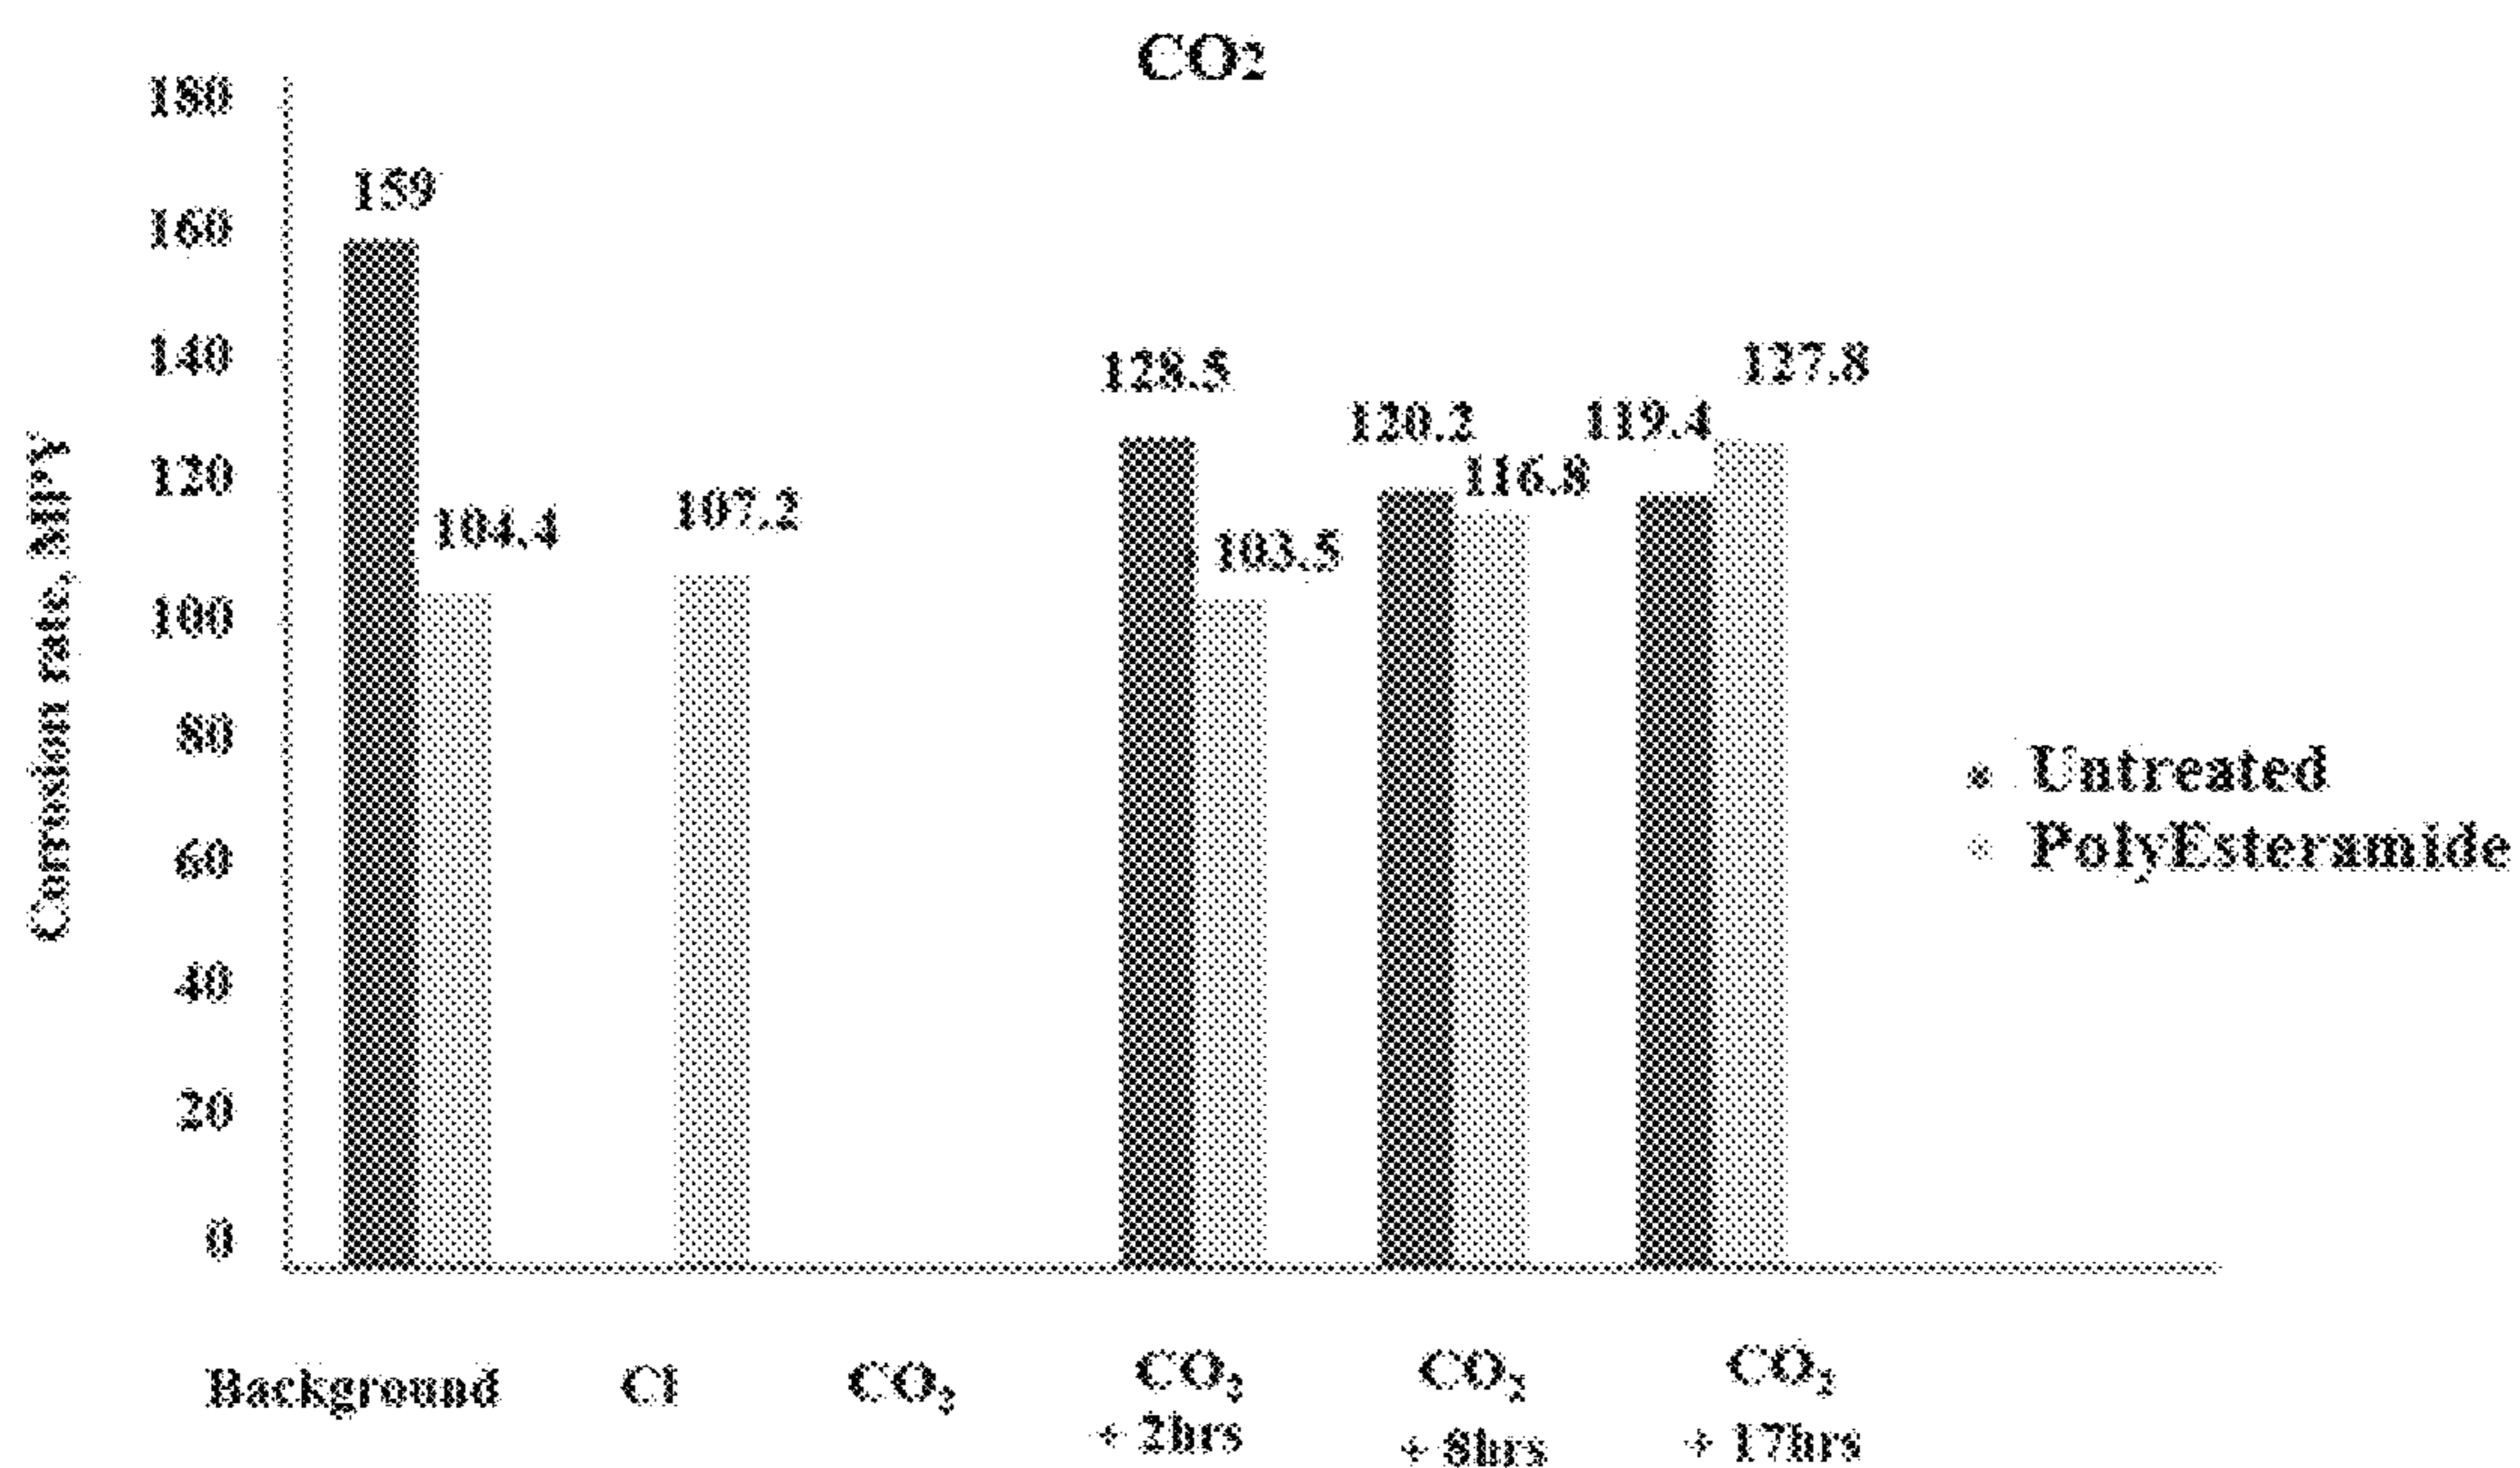 CO2
180
160
140
120
100
80
60
40
20
0
Corrosion rate, MPY
159
104.4
107.2
128.5
103.5
120.2
116.8
119.4
127.8
Untreated
PolyEsteramide
Background
Cl
CO₂
CO₂
+ 2hrs
CO₂
+ 8hrs
CO₂
+ 17hrs